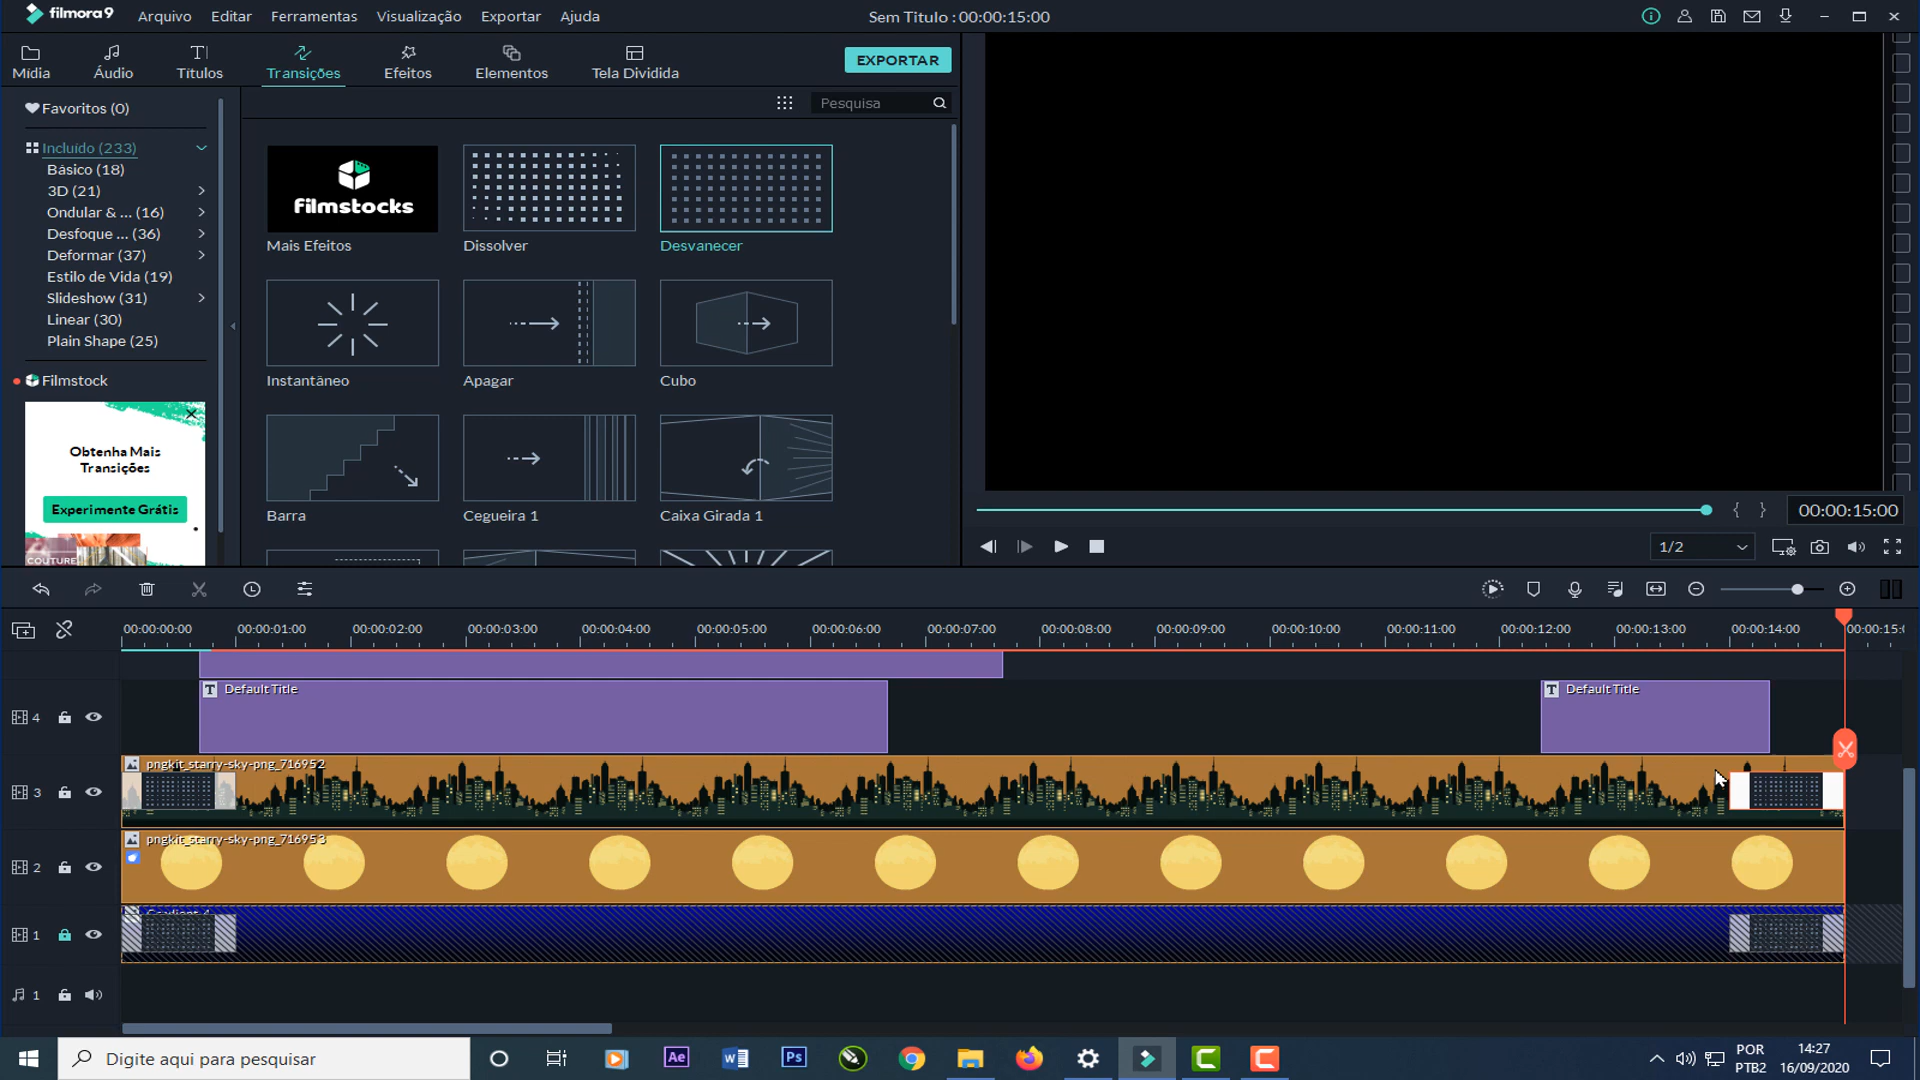 filmora9 Arquivo Editar Ferramentas Visualização Exportar Ajuda Sem Titulo : 00:00:15:00
Mídia Áudio Títulos Transições Efeitos Elementos Tela Dividida EXPORTAR
Favoritos (0)
Pesquisa
Incluído (233)
Básico (18)
3D (21)
Ondular & ... (16)
Desfoque ... (36)
Deformar (37)
Estilo de Vida (19)
Slideshow (31)
Linear (30)
Plain Shape (25)
Filmstock
Obtenha Mais
Transições
Experimente Grátis
COUTURE
filmstocks
Mais Efeitos Dissolver Desvanecer
Instantâneo Apagar Cubo
Barra Cegueira 1 Caixa Girada 1
{ } 00:00:15:00
1/2
00:00:00:00 00:00:01:00 00:00:02:00 00:00:03:00 00:00:04:00 00:00:05:00 00:00:06:00 00:00:07:00 00:00:08:00 00:00:09:00 00:00:10:00 00:00:11:00 00:00:12:00 00:00:13:00 00:00:14:00 00:00:15:0
4 T Default Title T Default Title
3 pngkit_starry-sky-png_716952
2 pngkit_starry-sky-png_716953
1
1
Digite aqui para pesquisar
Ae
Ps
POR
PTB2
14:27
16/09/2020